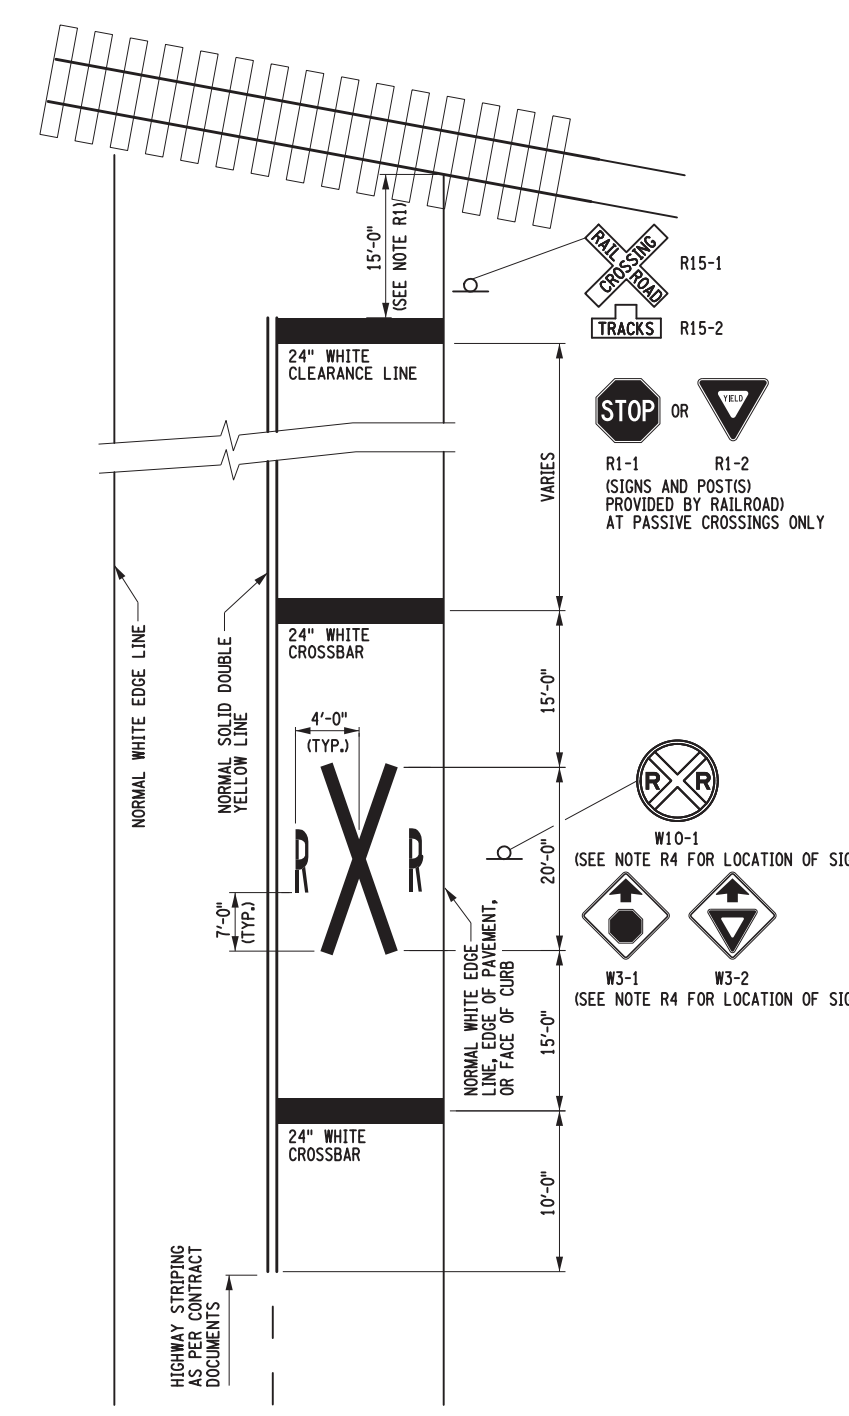 15'-0"
(SEE NOTE R1)
RAIL
ROAD
CROSSING
R15-1
TRACKS
R15-2
24" WHITE
CLEARANCE LINE
STOP
OR
YIELD
R1-1
R1-2
(SIGNS AND POST(S)
PROVIDED BY RAILROAD)
AT PASSIVE CROSSINGS ONLY
VARIES
24" WHITE
CROSSBAR
NORMAL WHITE EDGE LINE
NORMAL SOLID DOUBLE
YELLOW LINE
15'-0"
4'-0"
(TYP.)
R
R
R R
W10-1
(SEE NOTE R4 FOR LOCATION OF SIG
20'-0"
7'-0"
(TYP.)
W3-1
W3-2
(SEE NOTE R4 FOR LOCATION OF SIG
NORMAL WHITE EDGE
LINE, EDGE OF PAVEMENT,
OR FACE OF CURB
15'-0"
24" WHITE
CROSSBAR
10'-0"
HIGHWAY STRIPING
AS PER CONTRACT
DOCUMENTS